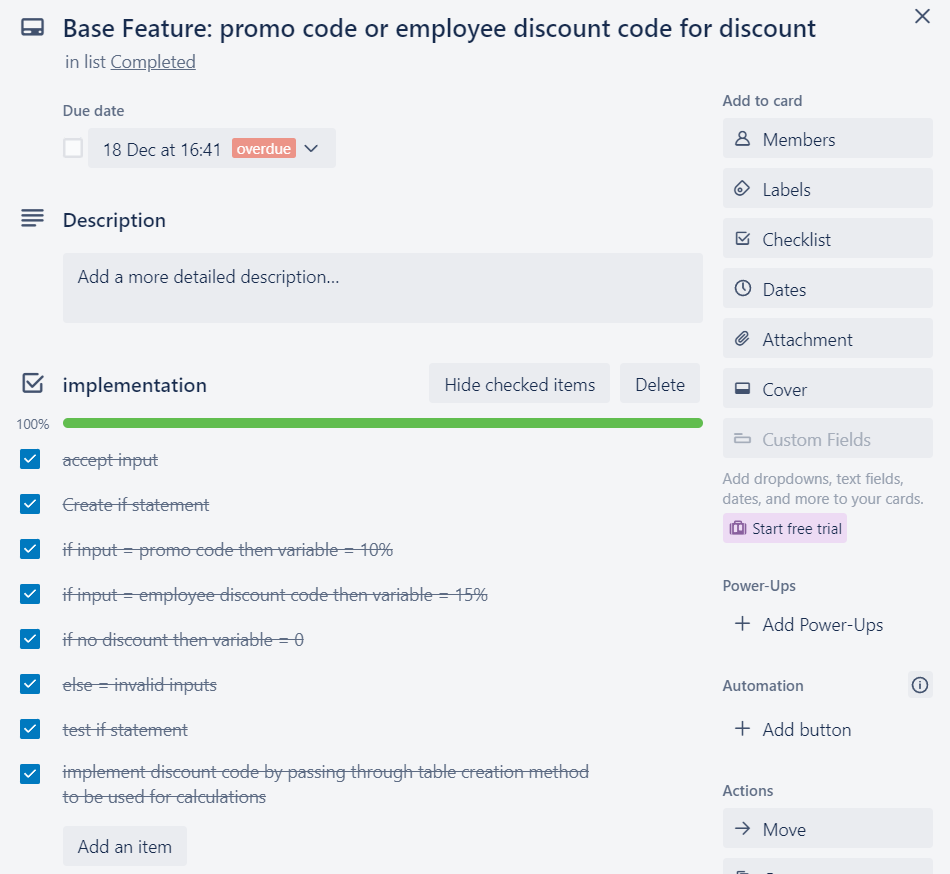 Base Feature: promo code or employee discount code for discount
in list Completed
Due date
18 Dec at 16:41 overdue
Description
Add a more detailed description...
implementation
Hide checked items
Delete
100%
accept input
Create if statement
if input = promo code then variable = 10%
if input = employee discount code then variable = 15%
if no discount then variable = 0
else = invalid inputs
test if statement
implement discount code by passing through table creation method
to be used for calculations
Add an item
Add to card
Members
Labels
Checklist
Dates
Attachment
Cover
Custom Fields
Add dropdowns, text fields,
dates, and more to your cards.
Start free trial
Power-Ups
Add Power-Ups
Automation
Add button
Actions
Move